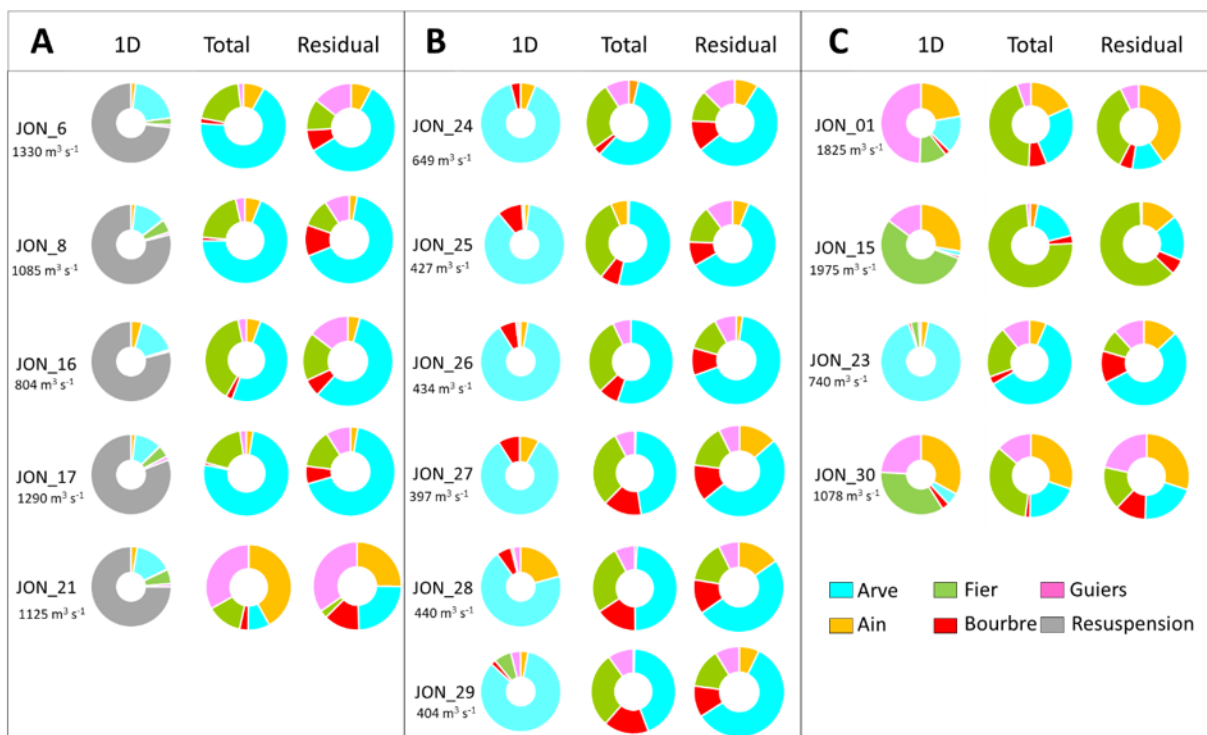 A 1D Total Residual B 1D Total Residual C 1D Total Residual
JON_6
1330 m³ s⁻¹
JON_8
1085 m³ s⁻¹
JON_16
804 m³ s⁻¹
JON_17
1290 m³ s⁻¹
JON_21
1125 m³ s⁻¹
JON_24
649 m³ s⁻¹
JON_25
427 m³ s⁻¹
JON_26
434 m³ s⁻¹
JON_27
397 m³ s⁻¹
JON_28
440 m³ s⁻¹
JON_29
404 m³ s⁻¹
JON_01
1825 m³ s⁻¹
JON_15
1975 m³ s⁻¹
JON_23
740 m³ s⁻¹
JON_30
1078 m³ s⁻¹
Arve Fier Guiers
Ain Bourbre Resuspension